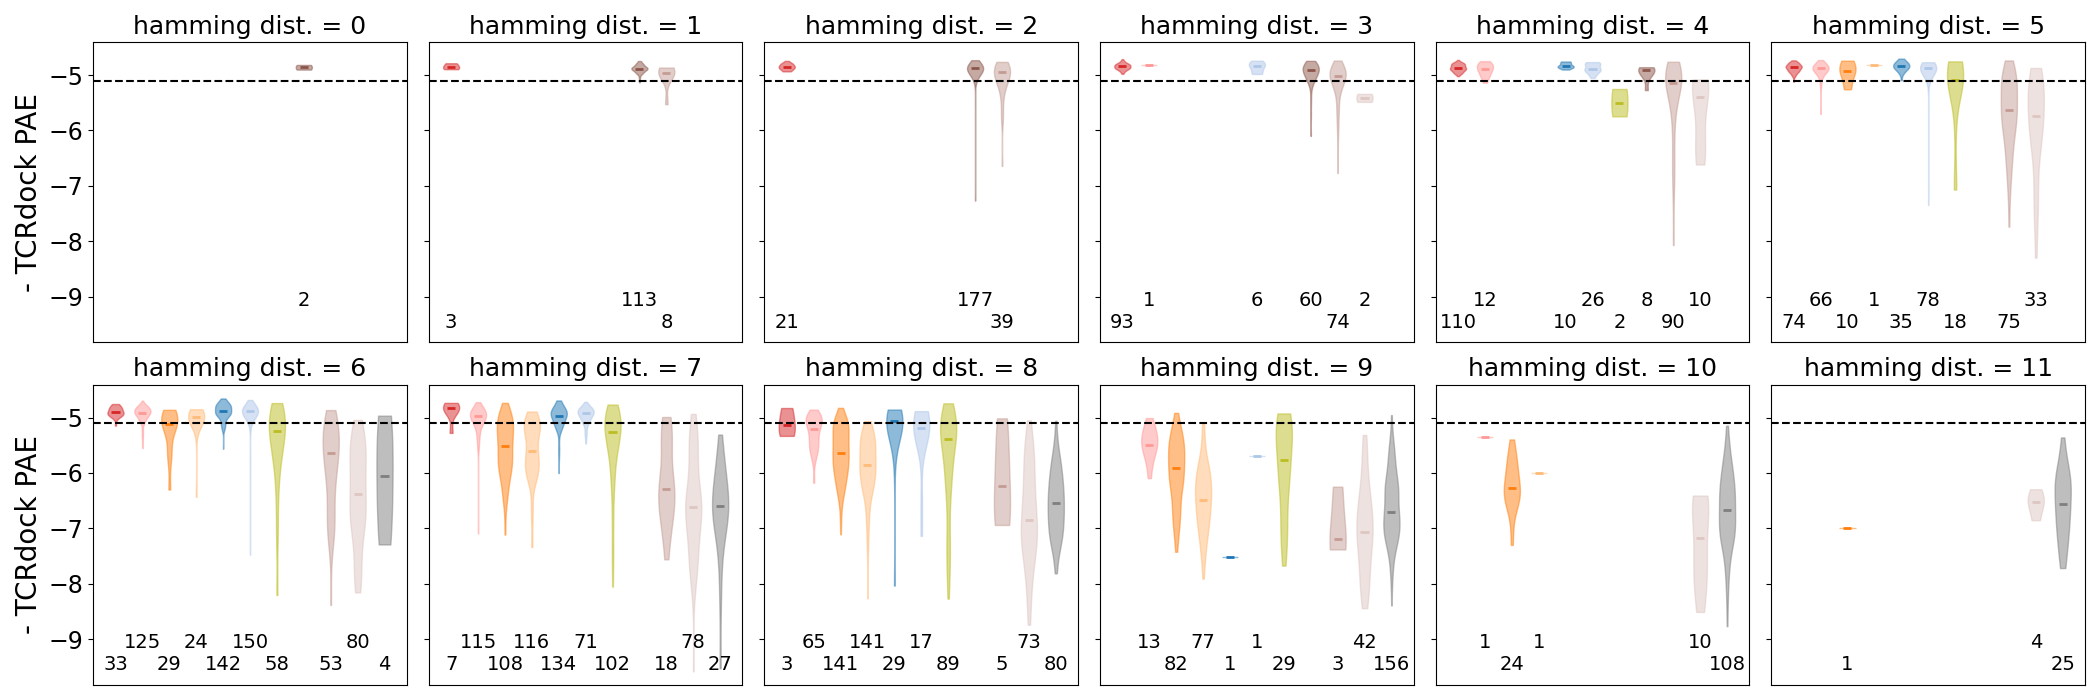 hamming dist. = 0
hamming dist. = 1
hamming dist. = 2
hamming dist. = 3
hamming dist. = 4
hamming dist. = 5
- TCRdock PAE
−5
−6
−7
−8
−9
2
113
3 8
177
21 39
1 6 60 2
93 74
12 26 8 10
110 10 2 90
66 1 78 33
74 10 35 18 75
hamming dist. = 6
hamming dist. = 7
hamming dist. = 8
hamming dist. = 9
hamming dist. = 10
hamming dist. = 11
- TCRdock PAE
−5
−6
−7
−8
−9
125 24 150 80
33 29 142 58 53 4
115 116 71 78
7 108 134 102 18 27
65 141 17 73
3 141 29 89 5 80
13 77 1 42
82 1 29 3 156
1 1 10
24 108
4
1 25